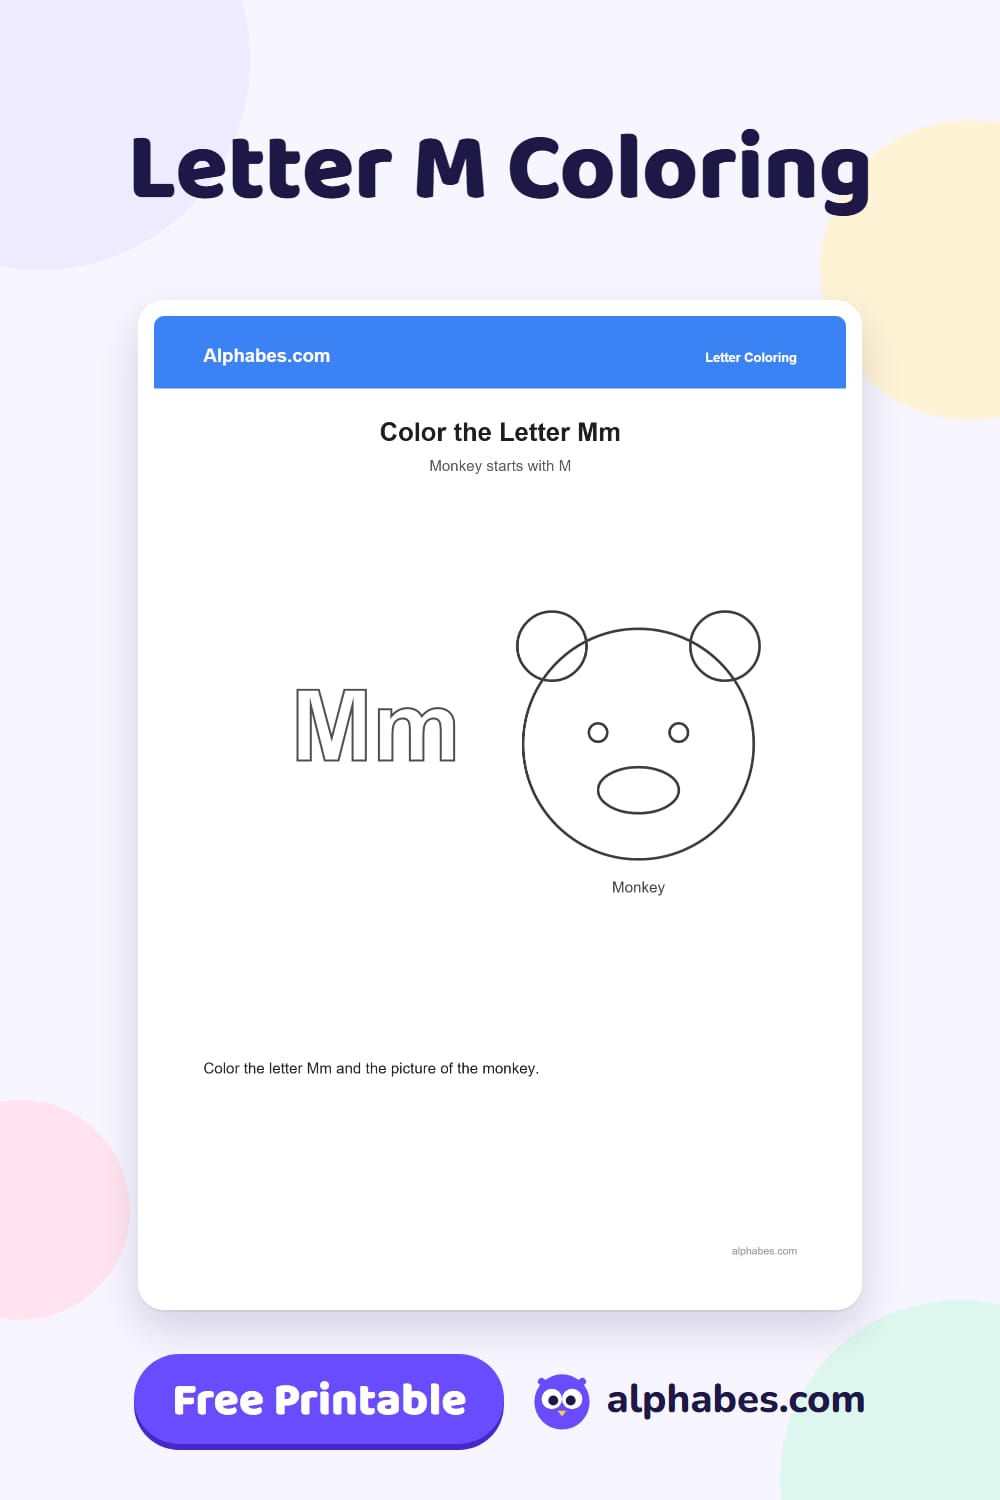 Letter M Coloring
Alphabes.com
Letter Coloring
Color the Letter Mm
Monkey starts with M
Mm
Monkey
Color the letter Mm and the picture of the monkey.
alphabes.com
Free Printable
alphabes.com